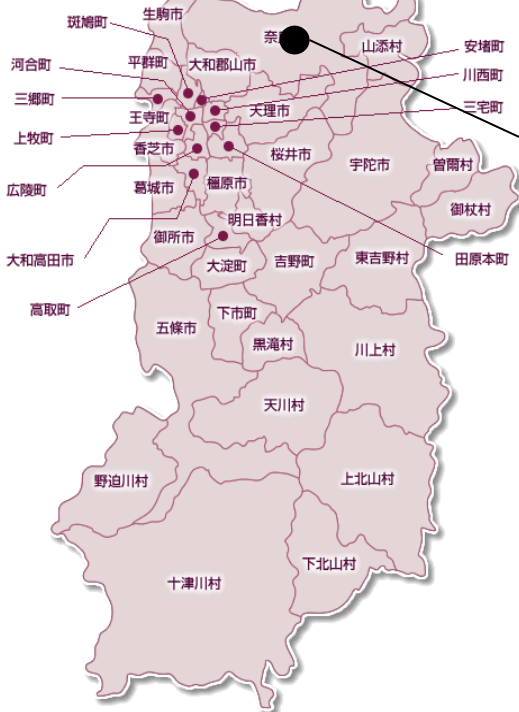 生駒市
斑鳩町
奈
山添村
安堵町
平群町
大和郡山市
河合町
川西町
三郷町
三宅町
王寺町
天理市
上牧町
香芝市
桜井市
宇陀市
曽爾村
広陵町
葛城市
橿原市
御杖村
明日香村
御所市
大和高田市
大淀町
吉野町
東吉野村
田原本町
高取町
下市町
五條市
黒滝村
川上村
天川村
野迫川村
上北山村
下北山村
十津川村